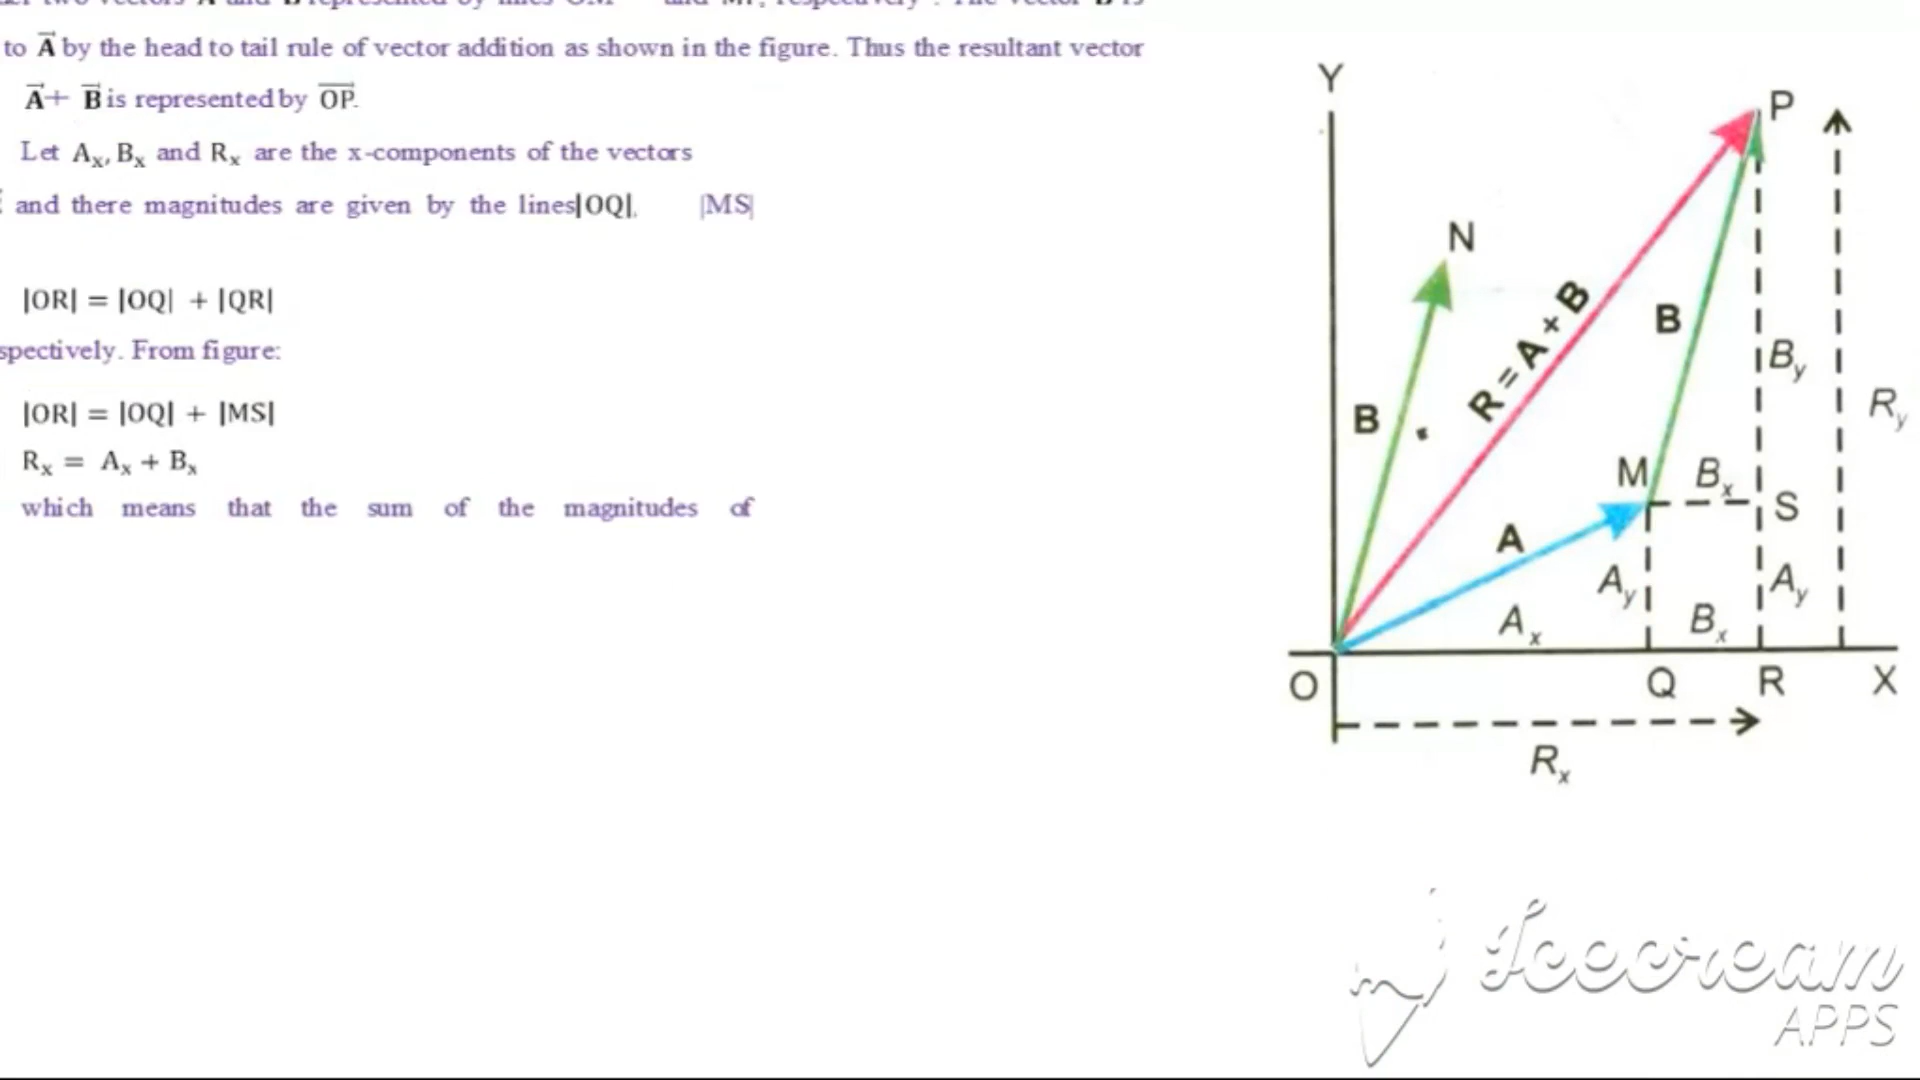 to A⃗ by the head to tail rule of vector addition as shown in the figure. Thus the resultant vector
A⃗+ B⃗ is represented by OP.
Let Aₓ, Bₓ and Rₓ are the x-components of the vectors
and there magnitudes are given by the lines|OQ|, |MS|
|OR| = |OQ| + |QR|
spectively. From figure:
|OR| = |OQ| + |MS|
Rₓ = Aₓ + Bₓ
which means that the sum of the magnitudes of
Y
P
N
R = A + B
B
B
By
Ry
M
Bx
S
A
Ay
Ay
Ax
Bx
O
Q
R
X
Rx
Icecream
APPS